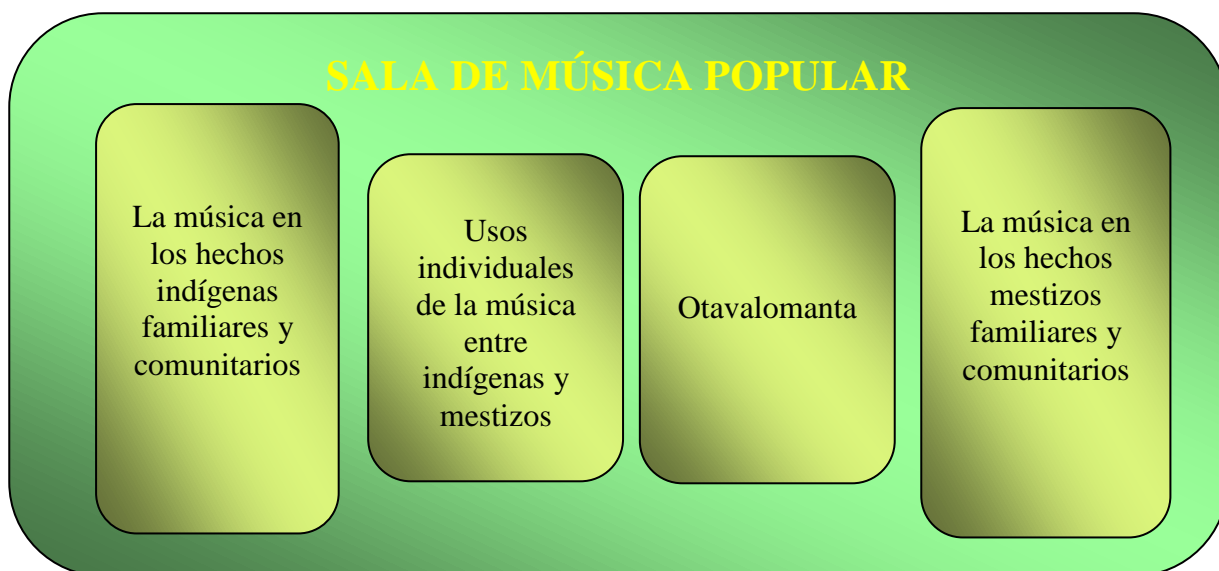 SALA DE MÚSICA POPULAR
La música en
los hechos
indígenas
familiares y
comunitarios
Usos
individuales
de la música
entre
indígenas y
mestizos
Otavalomanta
La música en
los hechos
mestizos
familiares y
comunitarios